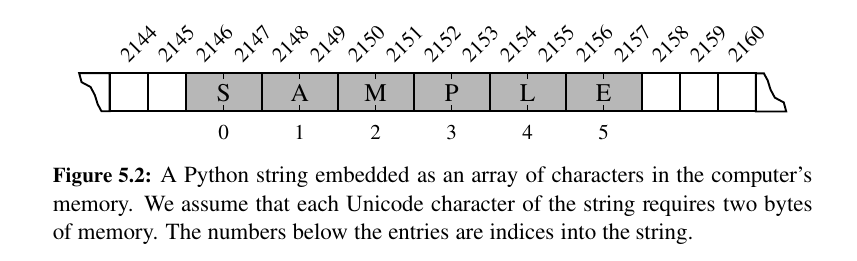 2144 2145 2146 2147 2148 2149 2150 2151 2152 2153 2154 2155 2156 2157 2158 2159 2160
S A M P L E
0 1 2 3 4 5
Figure 5.2: A Python string embedded as an array of characters in the computer’s
memory. We assume that each Unicode character of the string requires two bytes
of memory. The numbers below the entries are indices into the string.